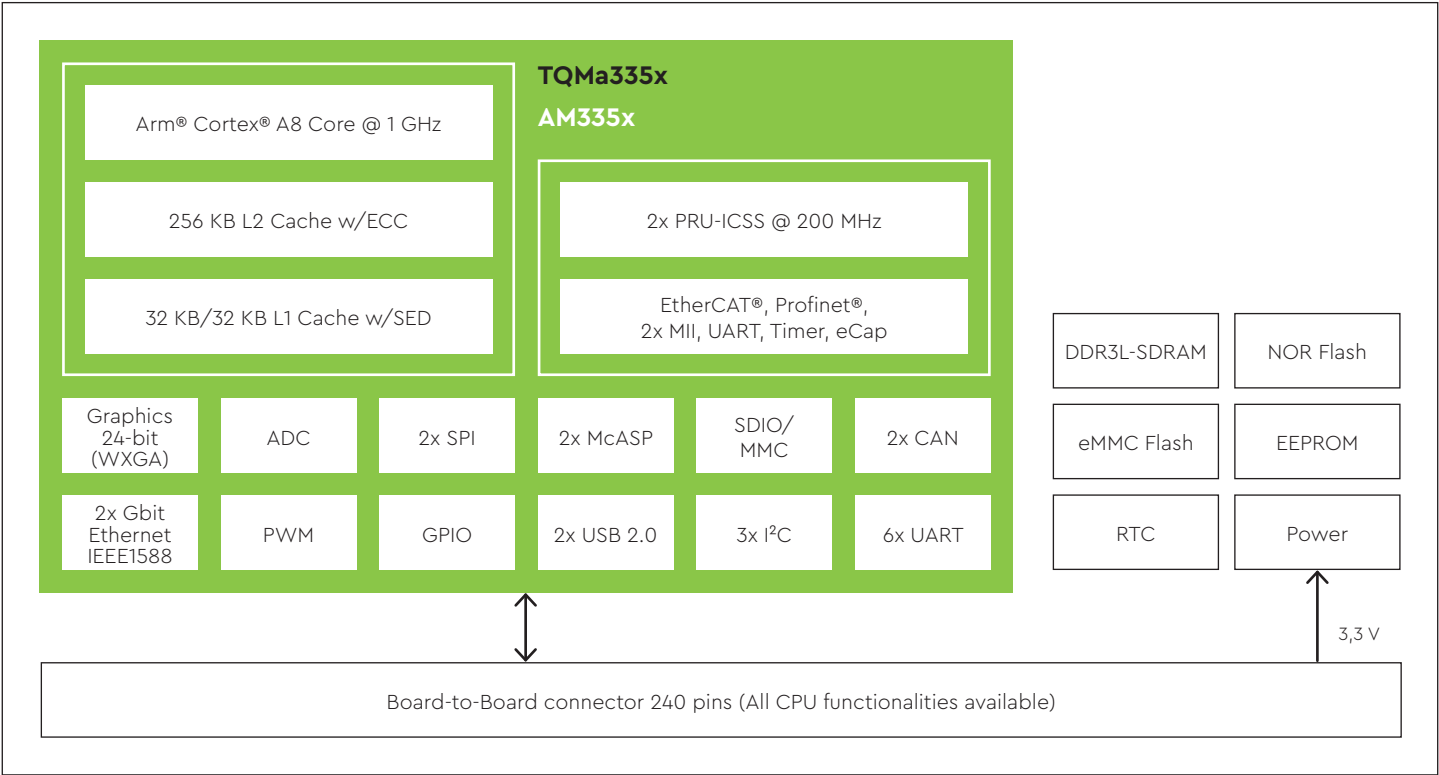 TQMa335x
AM335x
Arm® Cortex® A8 Core @ 1 GHz
256 KB L2 Cache w/ECC
32 KB/32 KB L1 Cache w/SED
2x PRU-ICSS @ 200 MHz
EtherCAT®, Profinet®,
2x MII, UART, Timer, eCap
Graphics
24-bit
(WXGA)
ADC
2x SPI
2x McASP
SDIO/
MMC
2x CAN
2x Gbit
Ethernet
IEEE1588
PWM
GPIO
2x USB 2.0
3x I²C
6x UART
DDR3L-SDRAM
NOR Flash
eMMC Flash
EEPROM
RTC
Power
3,3 V
Board-to-Board connector 240 pins (All CPU functionalities available)